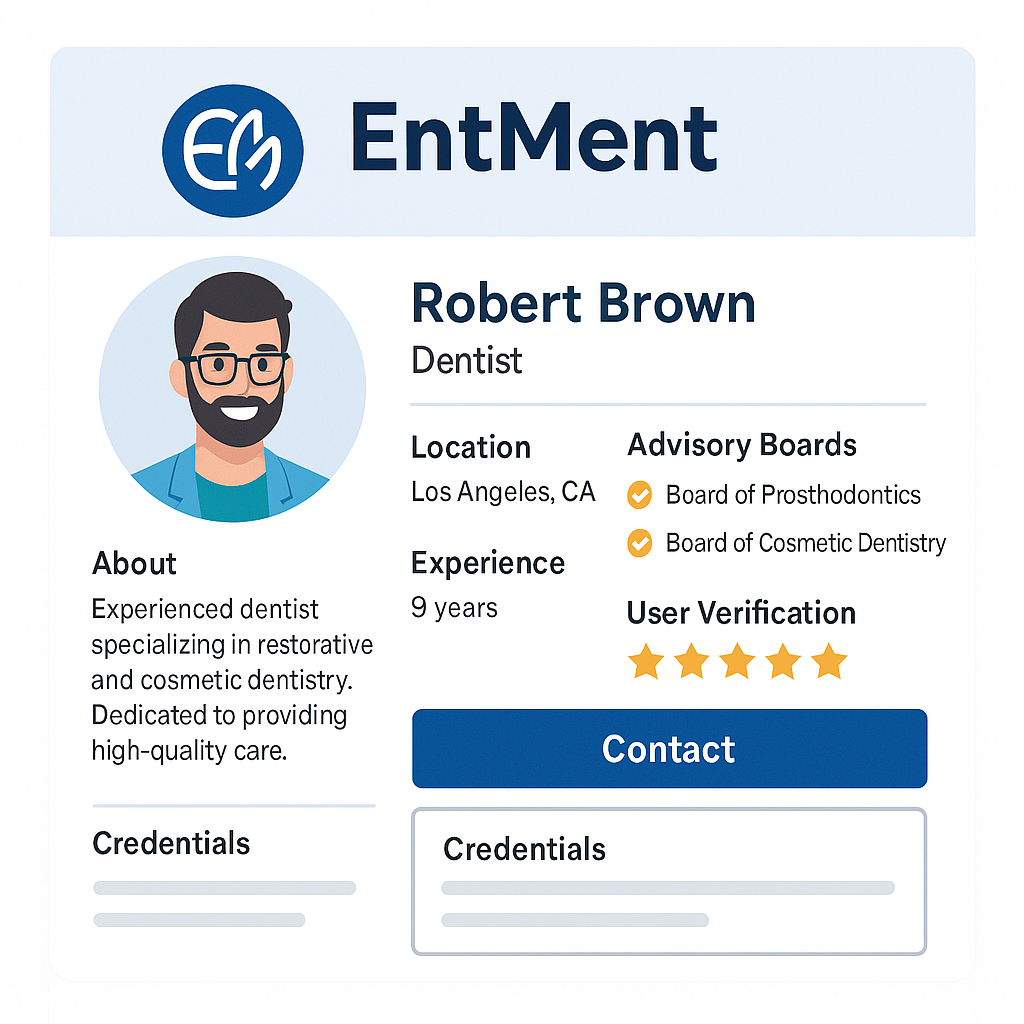 EM
EntMent
Robert Brown
Dentist
Location
Los Angeles, CA
Experience
9 years
Advisory Boards
Board of Prosthodontics
Board of Cosmetic Dentistry
User Verification
Contact
About
Experienced dentist
specializing in restorative
and cosmetic dentistry.
Dedicated to providing
high-quality care.
Credentials
Credentials